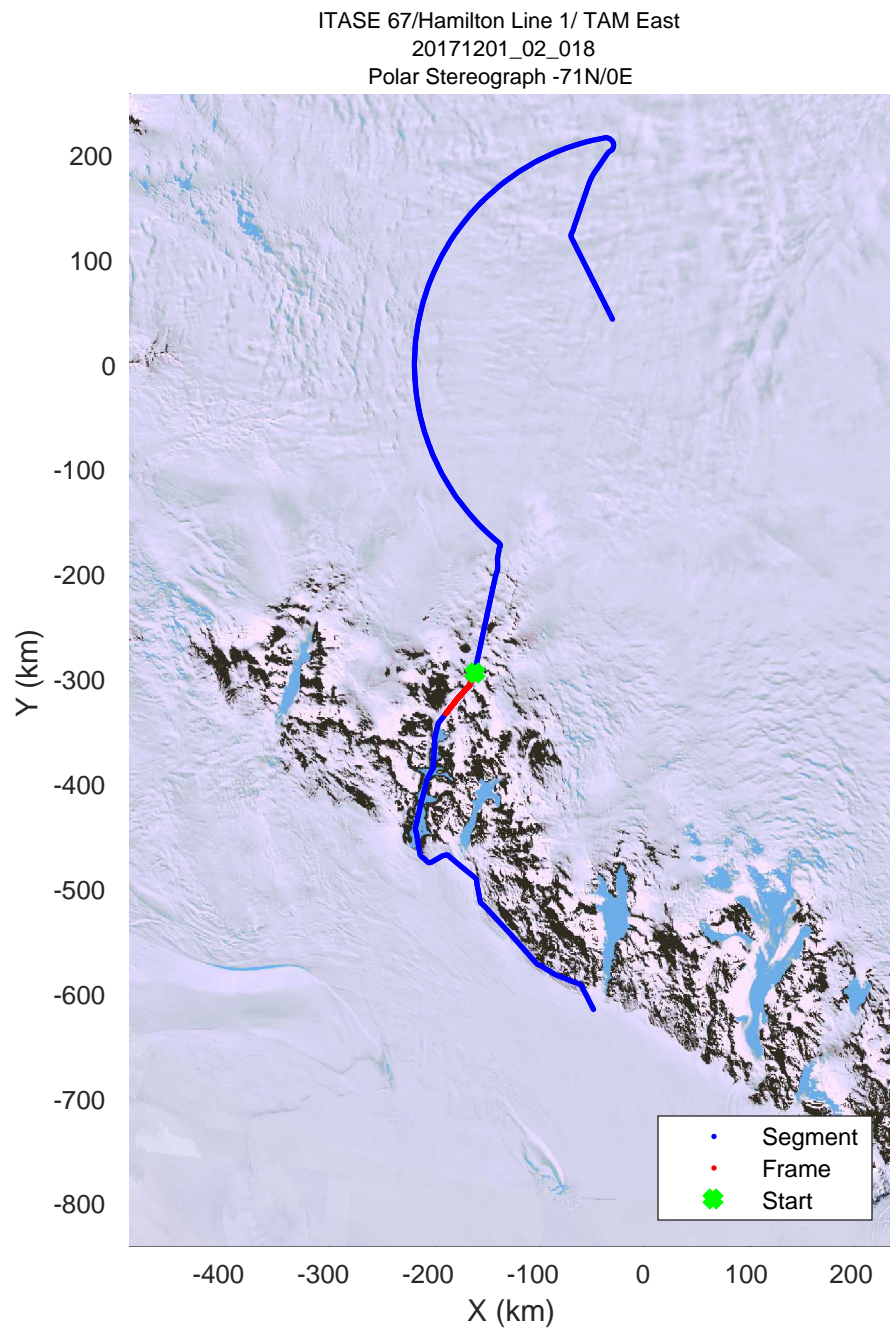 ITASE 67/Hamilton Line 1/ TAM East
20171201_02_018
Polar Stereograph -71N/0E
200
100
0
-100
-200
-300
-400
-500
-600
-700
-800
Y (km)
-400
-300
-200
-100
0
100
200
X (km)
Segment
Frame
Start